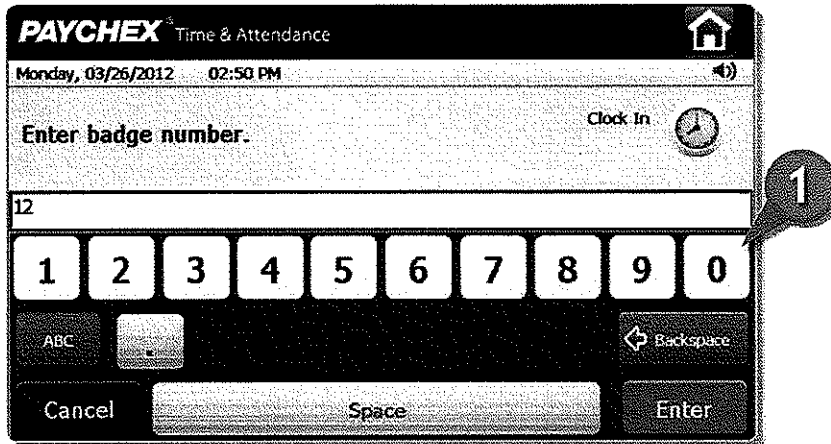 PAYCHEX Time & Attendance
Monday, 03/26/2012 02:50 PM
Clock In
Enter badge number.
12
1 2 3 4 5 6 7 8 9 0
1
ABC . Backspace
Cancel Space Enter